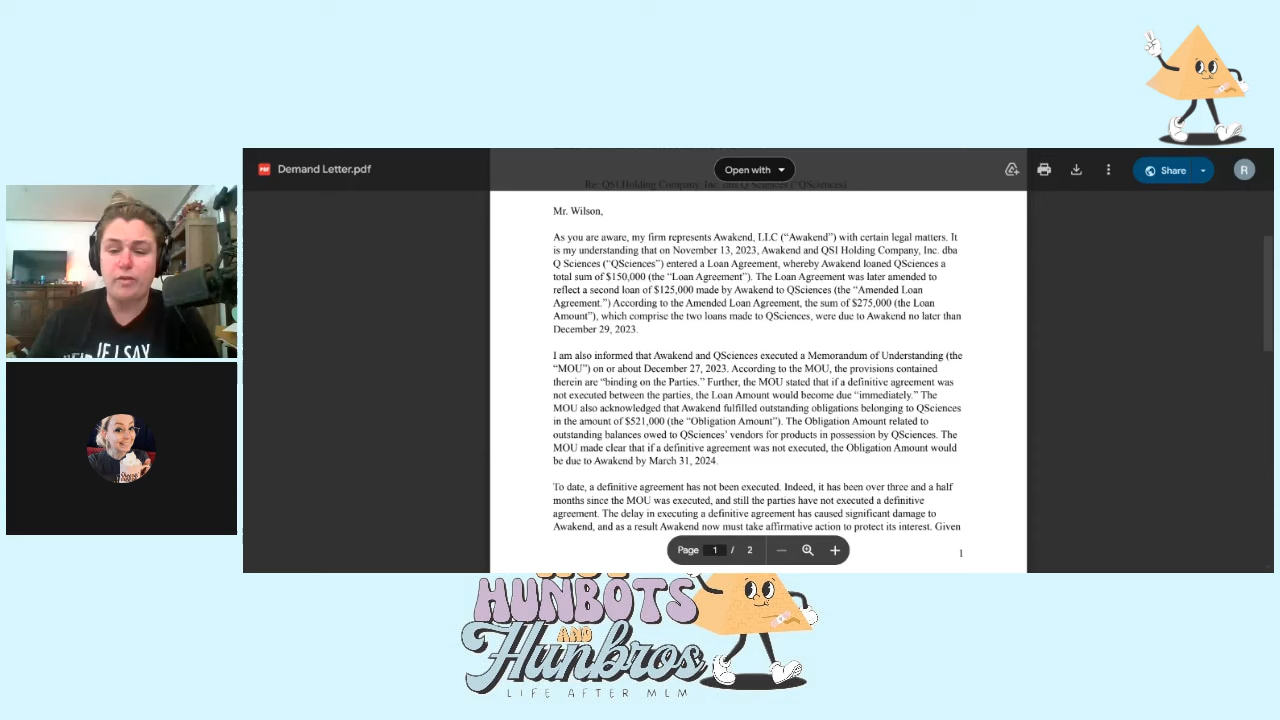 Demand Letter.pdf
Open with
Share
R
Re: QSI Holding Company, Inc. dba Q Sciences ("QSciences)
Mr. Wilson,
As you are aware, my firm represents Awakend, LLC (“Awakend”) with certain legal matters. It
is my understanding that on November 13, 2023, Awakend and QSI Holding Company, Inc. dba
Q Sciences (“QSciences”) entered a Loan Agreement, whereby Awakend loaned QSciences a
total sum of $150,000 (the “Loan Agreement”). The Loan Agreement was later amended to
reflect a second loan of $125,000 made by Awakend to QSciences (the “Amended Loan
Agreement.”) According to the Amended Loan Agreement, the sum of $275,000 (the Loan
Amount”), which comprise the two loans made to QSciences, were due to Awakend no later than
December 29, 2023.
I am also informed that Awakend and QSciences executed a Memorandum of Understanding (the
“MOU”) on or about December 27, 2023. According to the MOU, the provisions contained
therein are “binding on the Parties.” Further, the MOU stated that if a definitive agreement was
not executed between the parties, the Loan Amount would become due “immediately.” The
MOU also acknowledged that Awakend fulfilled outstanding obligations belonging to QSciences
in the amount of $521,000 (the “Obligation Amount”). The Obligation Amount related to
outstanding balances owed to QSciences’ vendors for products in possession by QSciences. The
MOU made clear that if a definitive agreement was not executed, the Obligation Amount would
be due to Awakend by March 31, 2024.
To date, a definitive agreement has not been executed. Indeed, it has been over three and a half
months since the MOU was executed, and still the parties have not executed a definitive
agreement. The delay in executing a definitive agreement has caused significant damage to
Awakend, and as a result Awakend now must take affirmative action to protect its interest. Given
1
Page 1 / 2
IF I SAY
HUNBOTS
AND
Hunbros
LIFE AFTER MLM